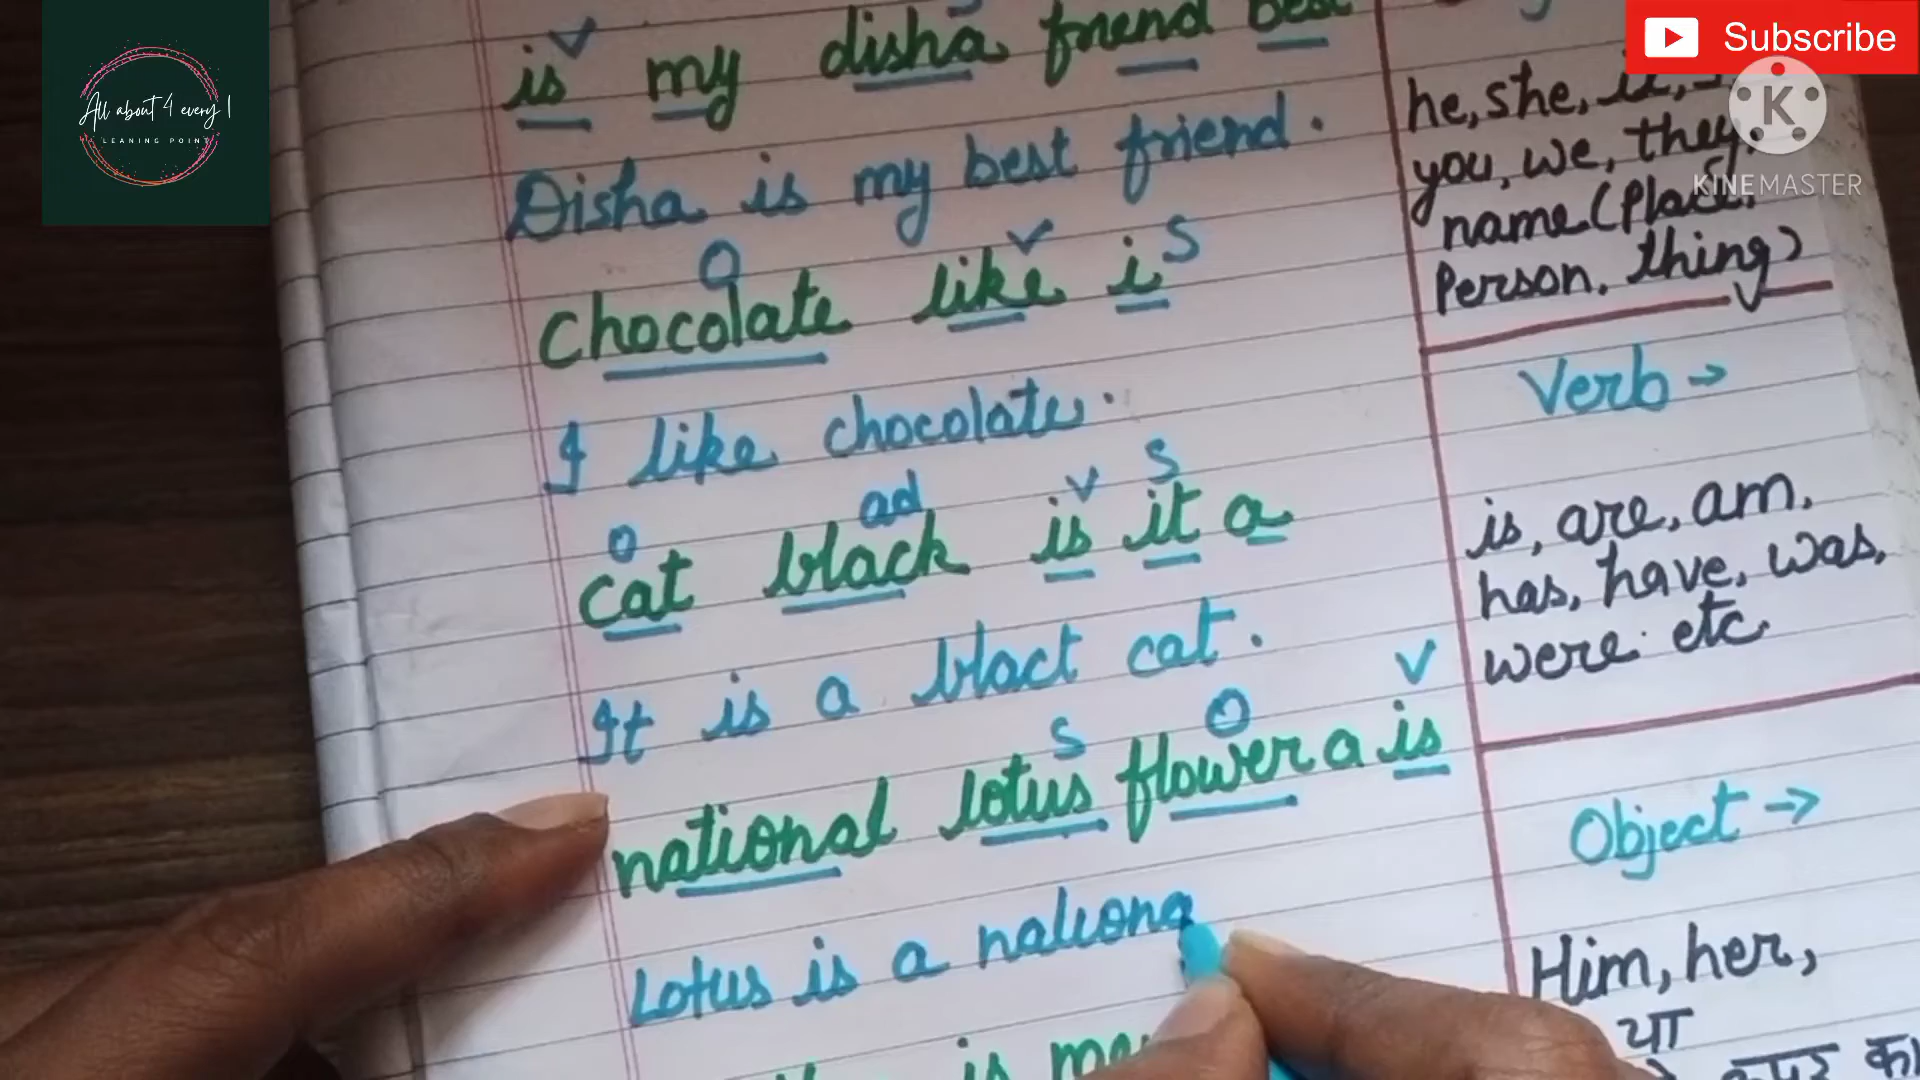 All about 4 every 1
LEANING POINT
Subscribe
K
KINEMASTER
is my disha friend best
Disha is my best friend.
O V S
Chocolate like i
I like chocolate.
O ad V S
cat black is it a
It is a blact cat.
S O V
national lotus flower a is
Lotus is a nationa
is
he, she, it,
you, we, they,
name (Place,
Person, thing)
Verb →
is, are, am,
has, have, was,
were. etc
Object →
Him, her,
या
का